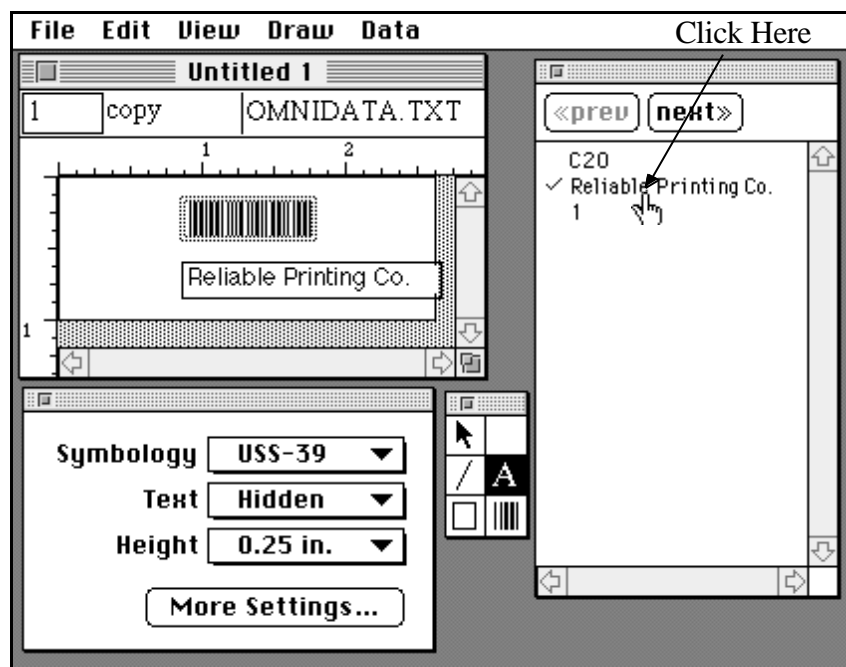 File Edit View Draw Data
Click Here
Untitled 1
1 copy OMNIDATA.TXT
1 2
Reliable Printing Co.
1
«prev next»
C20
✓ Reliable Printing Co.
1
Symbology USS-39
Text Hidden
Height 0.25 in.
More Settings...
A